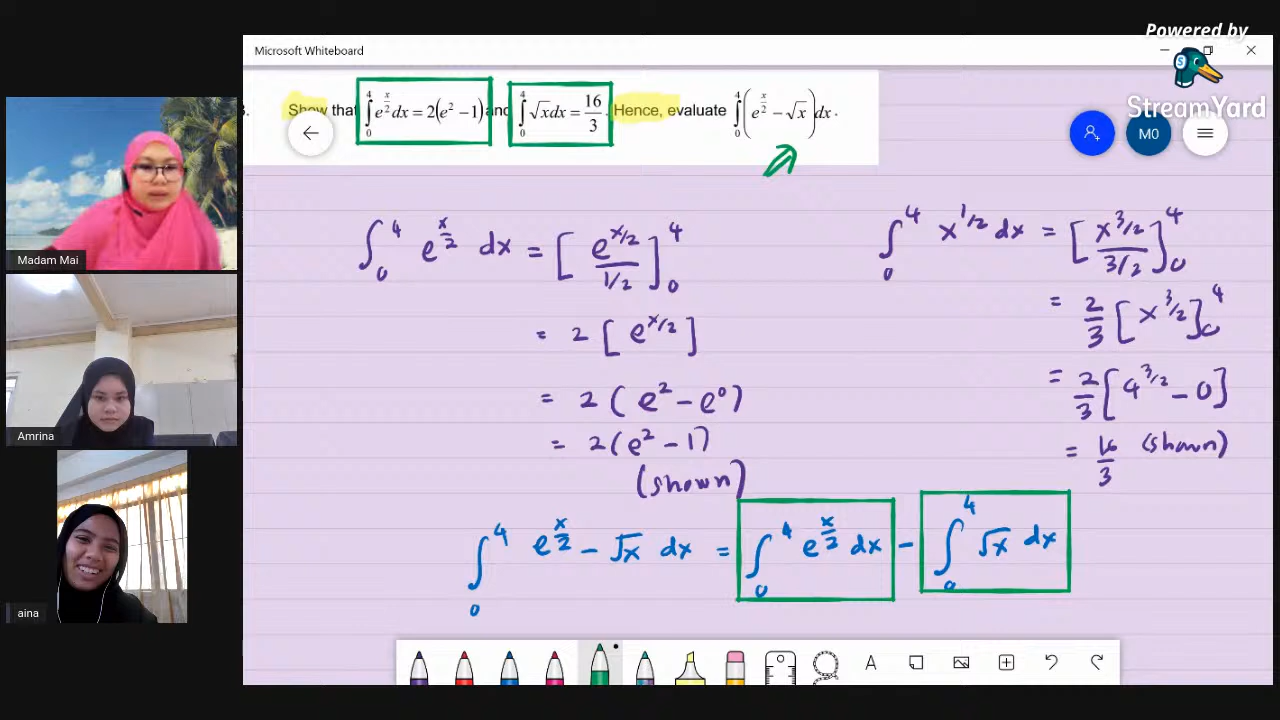 Powered by
StreamYard
Microsoft Whiteboard
Show that ∫₀⁴ e^(x/2) dx = 2(e² − 1) and ∫₀⁴ √x dx = 16/3. Hence, evaluate ∫₀⁴ (e^(x/2) − √x) dx.
M0
Madam Mai
Amrina
aina
∫₀⁴ e^(x/2) dx = [e^(x/2) / (1/2)]₀⁴
= 2 [e^(x/2)]
= 2 (e² − e⁰)
= 2 (e² − 1)
(shown)
∫₀⁴ x^(1/2) dx = [x^(3/2) / (3/2)]₀⁴
= 2/3 [x^(3/2)]₀⁴
= 2/3 [4^(3/2) − 0]
= 16/3 (shown)
∫₀⁴ e^(x/2) − √x dx = ∫₀⁴ e^(x/2) dx − ∫₀⁴ √x dx
A